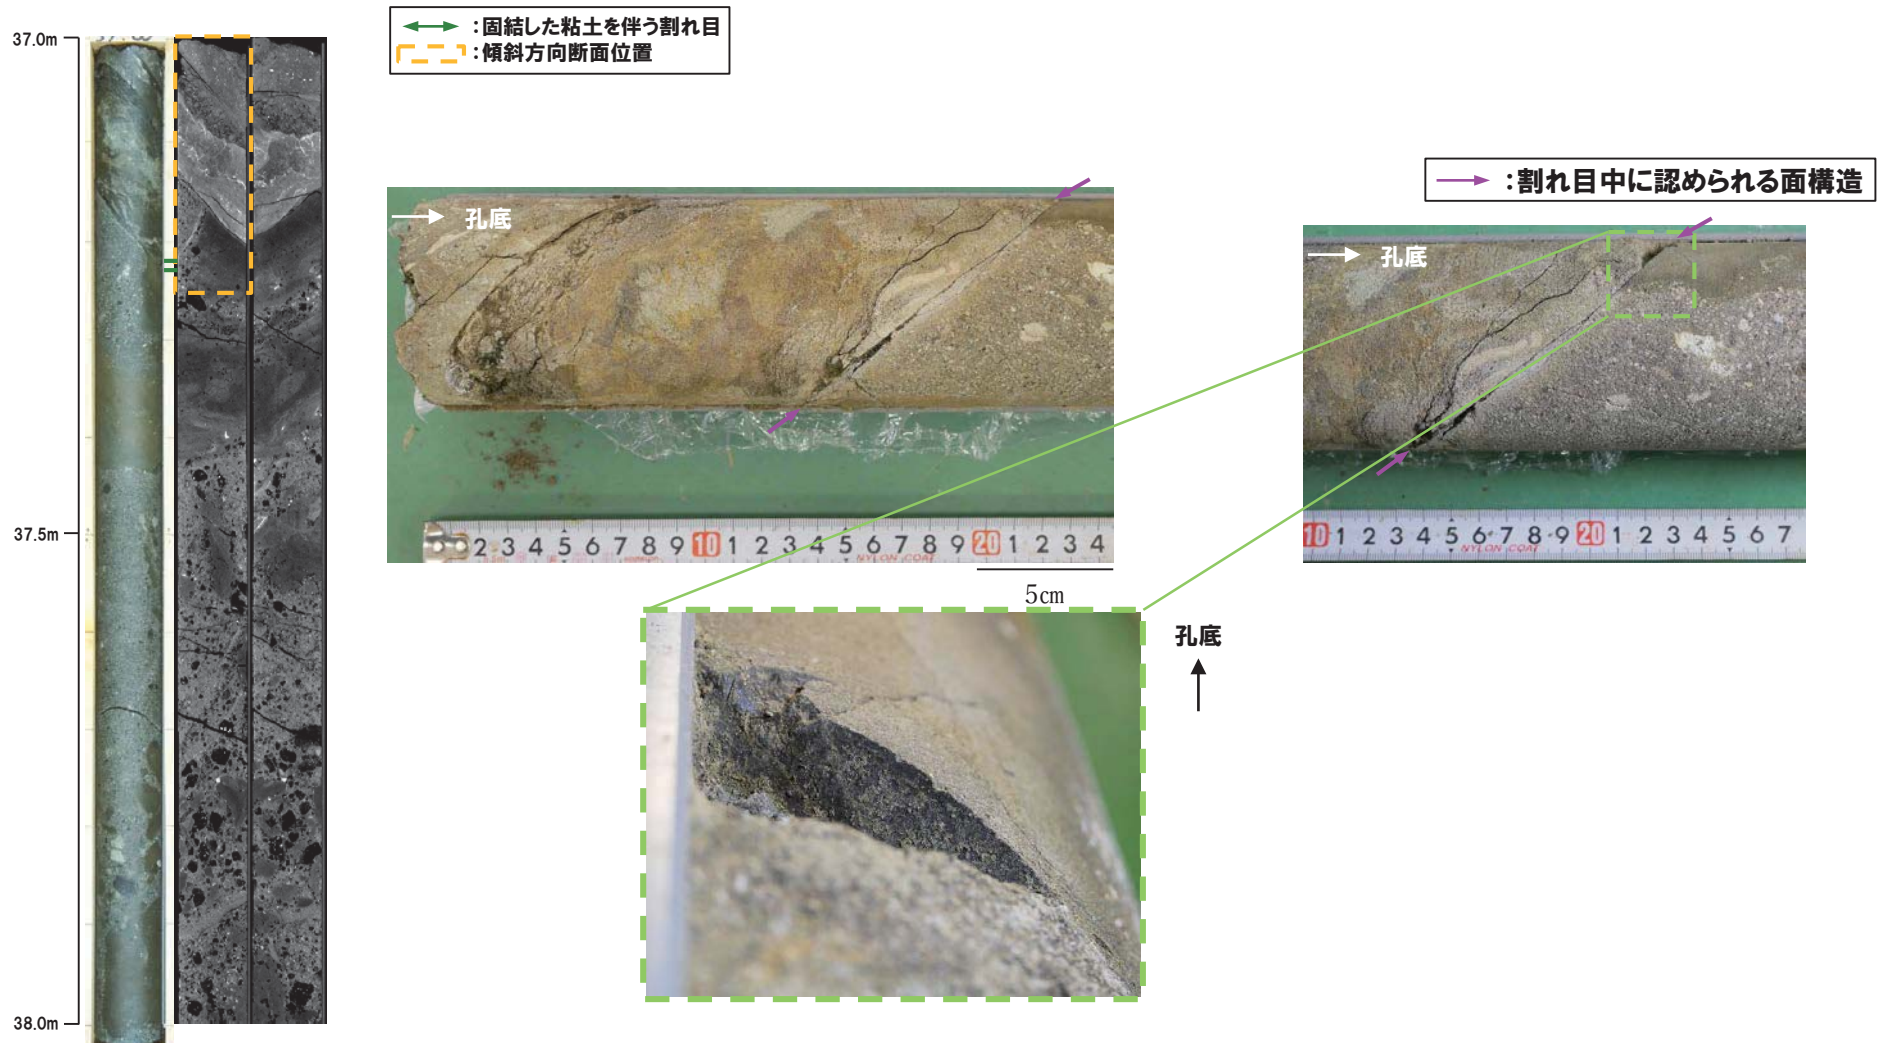 37.0m
37.5m
38.0m
:固結した粘土を伴う割れ目
:傾斜方向断面位置
孔底
2 3 4 5 6 7 8 9 10 1 2 3 4 5 6 7 8 9 20 1 2 3 4
NYLON COAT
5cm
:割れ目中に認められる面構造
孔底
10 1 2 3 4 5 6 7 8 9 20 1 2 3 4 5 6 7
NYLON COAT
孔底